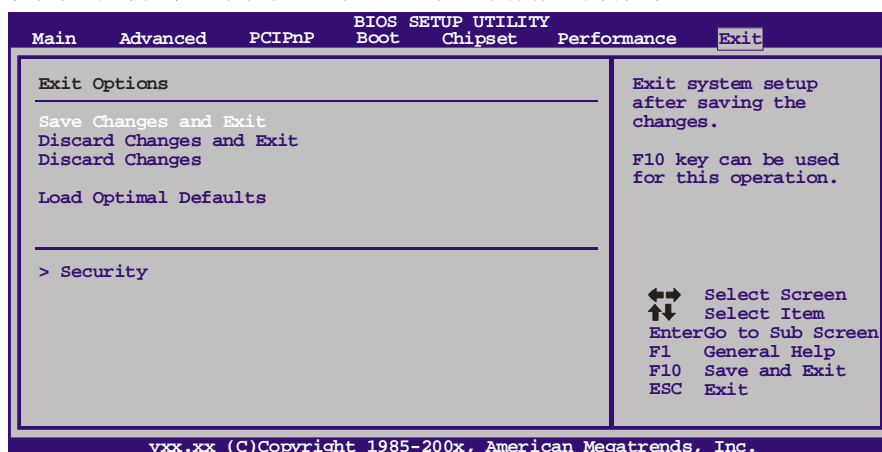 BIOS SETUP UTILITY
Main Advanced PCIPnP Boot Chipset Performance Exit
Exit Options
Save Changes and Exit
Discard Changes and Exit
Discard Changes
Load Optimal Defaults
> Security
Exit system setup
after saving the
changes.
F10 key can be used
for this operation.
Select Screen
Select Item
EnterGo to Sub Screen
F1 General Help
F10 Save and Exit
ESC Exit
vxx.xx (C)Copyright 1985-200x, American Megatrends, Inc.